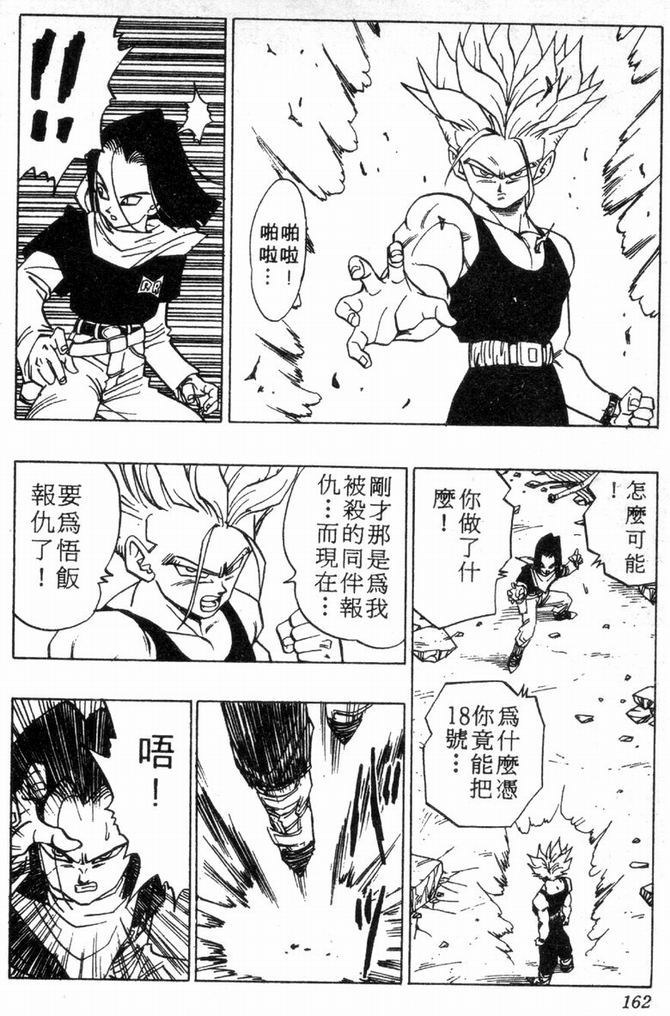 啪啦！
啪啦…
!!
RR
怎麼可能
！
你做了什
麼！
為什麼憑
你竟能把
18號…
剛才那是為我
被殺的同伴報
仇…而現在…
要為悟飯
報仇了！
唔！
162